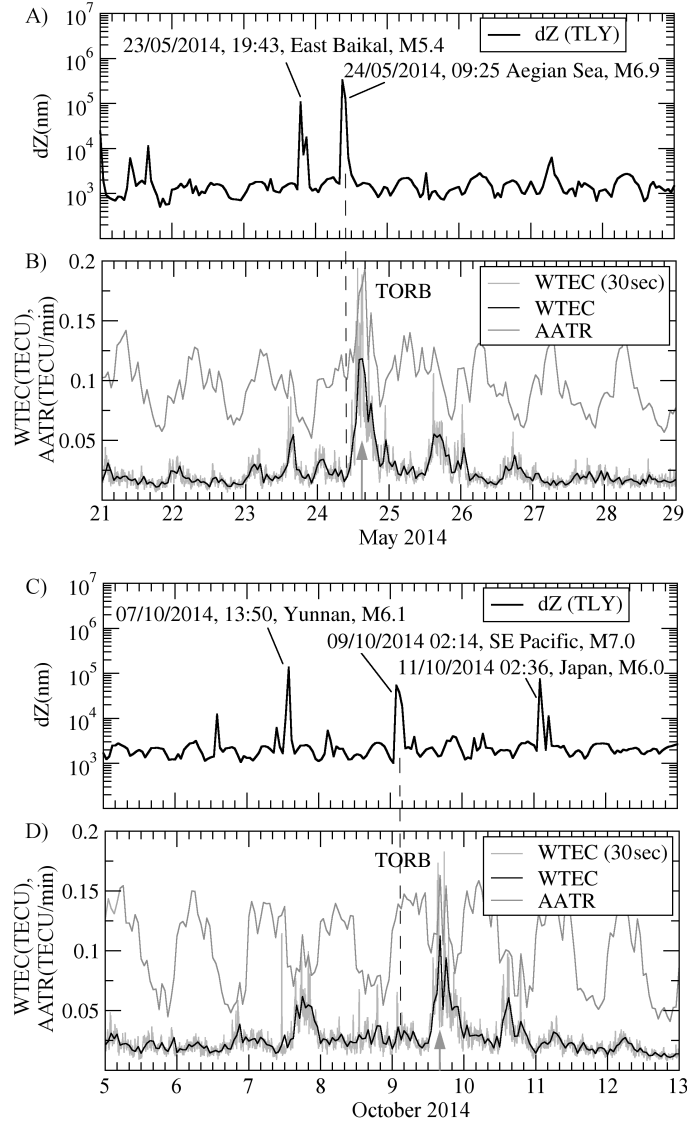 A)
10⁷
10⁶
10⁵
10⁴
10³
dZ(nm)
dZ (TLY)
23/05/2014, 19:43, East Baikal, M5.4
24/05/2014, 09:25 Aegian Sea, M6.9
B)
0.2
0.15
0.1
0.05
WTEC(TECU),
AATR(TECU/min)
TORB
WTEC (30sec)
WTEC
AATR
21 22 23 24 25 26 27 28 29
May 2014
C)
10⁷
10⁶
10⁵
10⁴
10³
dZ(nm)
dZ (TLY)
07/10/2014, 13:50, Yunnan, M6.1
09/10/2014 02:14, SE Pacific, M7.0
11/10/2014 02:36, Japan, M6.0
D)
0.2
0.15
0.1
0.05
WTEC(TECU),
AATR(TECU/min)
TORB
WTEC (30sec)
WTEC
AATR
5 6 7 8 9 10 11 12 13
October 2014